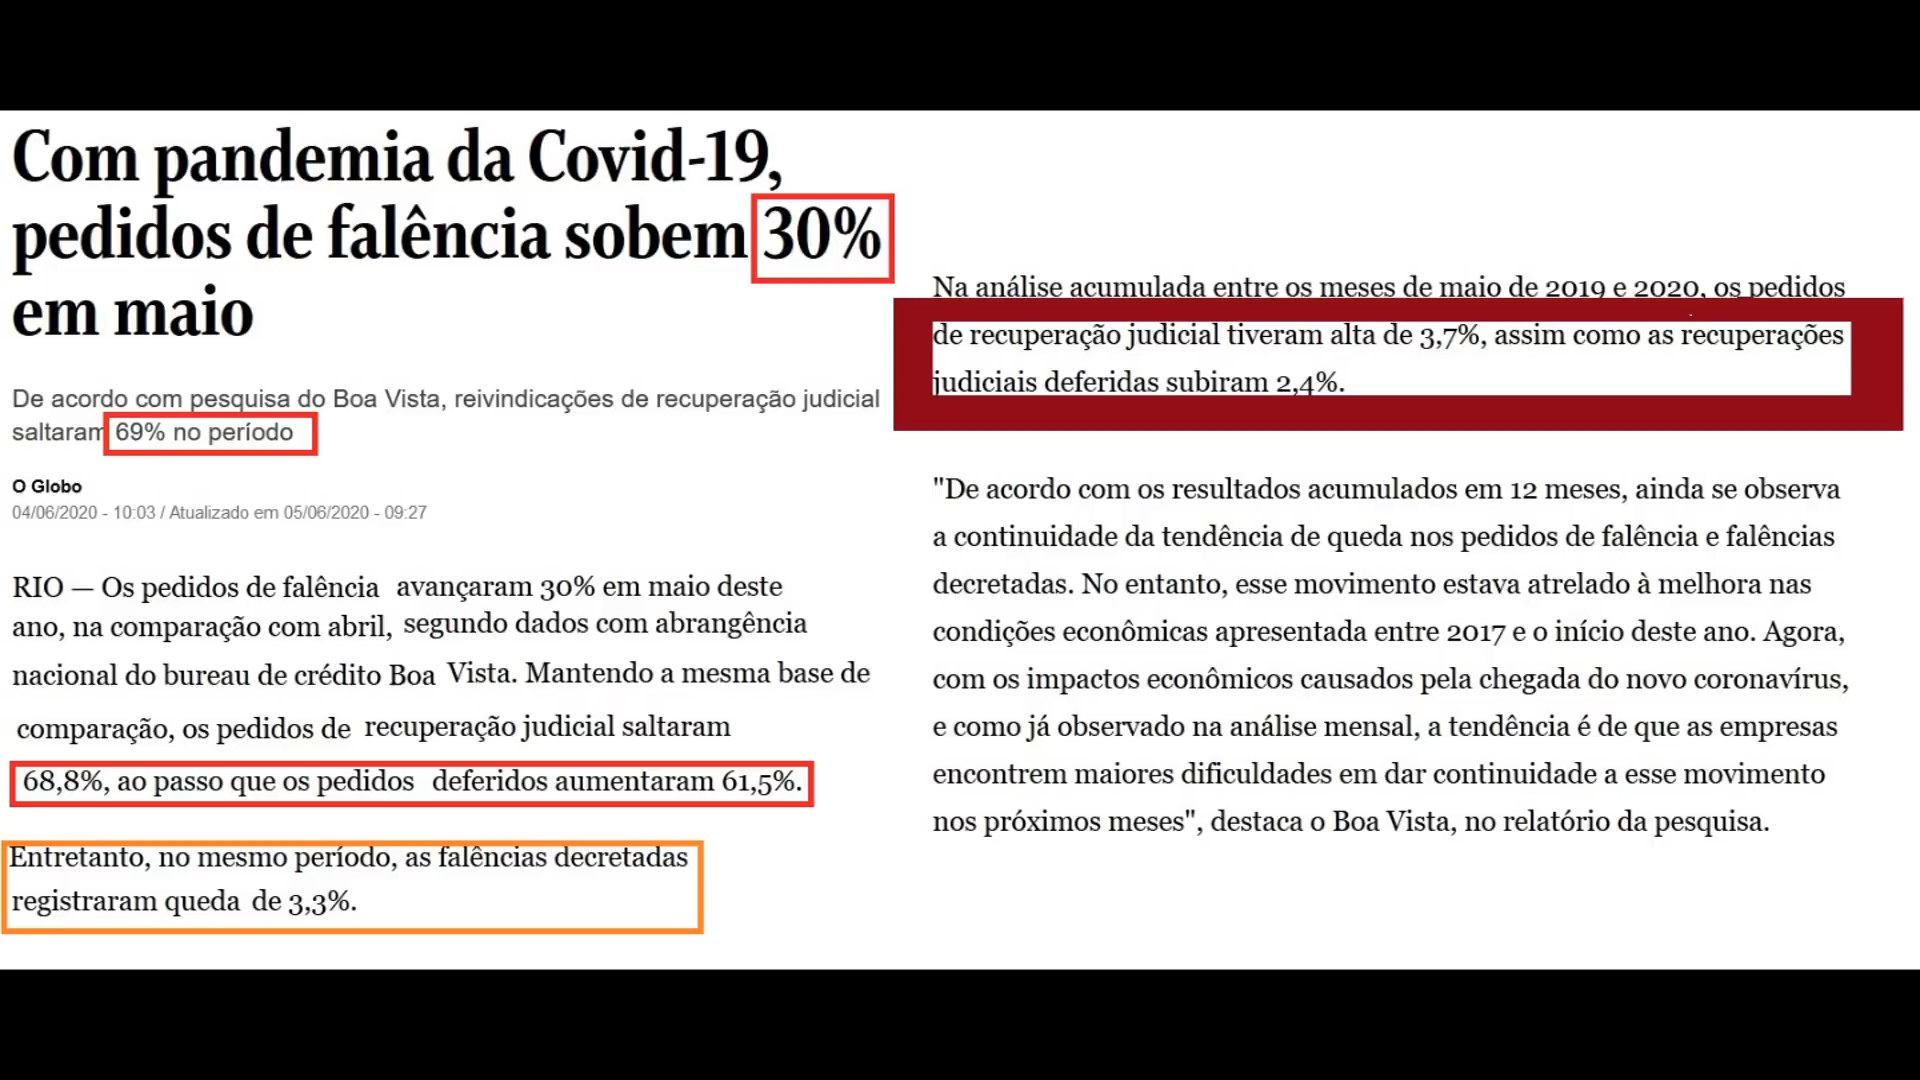 Com pandemia da Covid-19,
pedidos de falência sobem 30%
em maio
De acordo com pesquisa do Boa Vista, reivindicações de recuperação judicial
saltaram 69% no período
O Globo
04/06/2020 - 10:03 / Atualizado em 05/06/2020 - 09:27
RIO — Os pedidos de falência avançaram 30% em maio deste
ano, na comparação com abril, segundo dados com abrangência
nacional do bureau de crédito Boa Vista. Mantendo a mesma base de
comparação, os pedidos de recuperação judicial saltaram
68,8%, ao passo que os pedidos deferidos aumentaram 61,5%.
Entretanto, no mesmo período, as falências decretadas
registraram queda de 3,3%.
Na análise acumulada entre os meses de maio de 2019 e 2020, os pedidos
de recuperação judicial tiveram alta de 3,7%, assim como as recuperações
judiciais deferidas subiram 2,4%.
"De acordo com os resultados acumulados em 12 meses, ainda se observa
a continuidade da tendência de queda nos pedidos de falência e falências
decretadas. No entanto, esse movimento estava atrelado à melhora nas
condições econômicas apresentada entre 2017 e o início deste ano. Agora,
com os impactos econômicos causados pela chegada do novo coronavírus,
e como já observado na análise mensal, a tendência é de que as empresas
encontrem maiores dificuldades em dar continuidade a esse movimento
nos próximos meses", destaca o Boa Vista, no relatório da pesquisa.